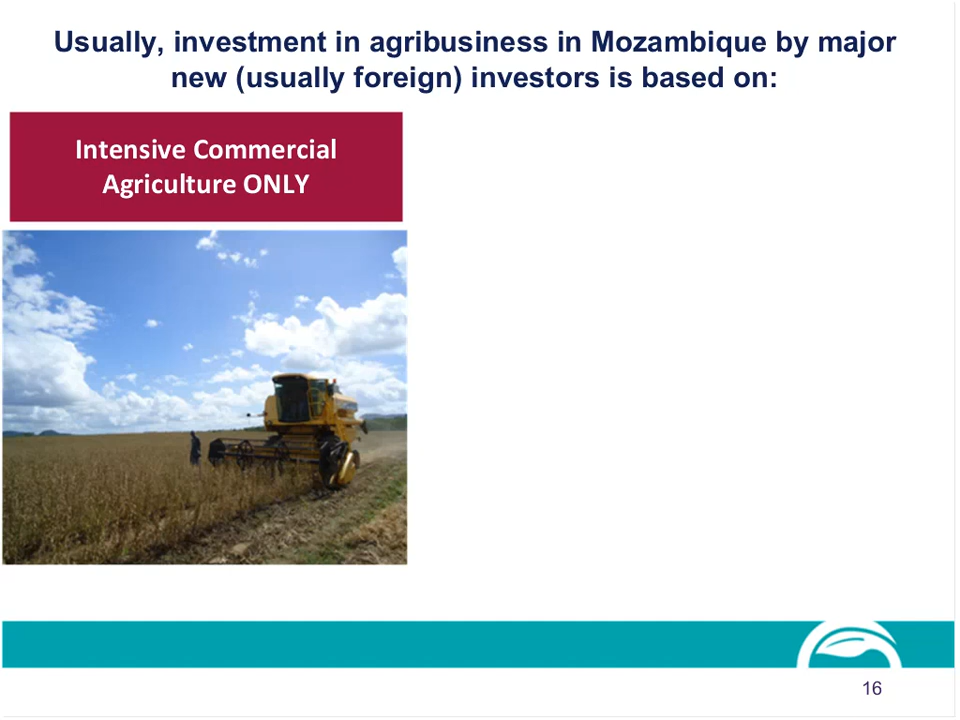 Usually, investment in agribusiness in Mozambique by major
new (usually foreign) investors is based on:
Intensive Commercial
Agriculture ONLY
16